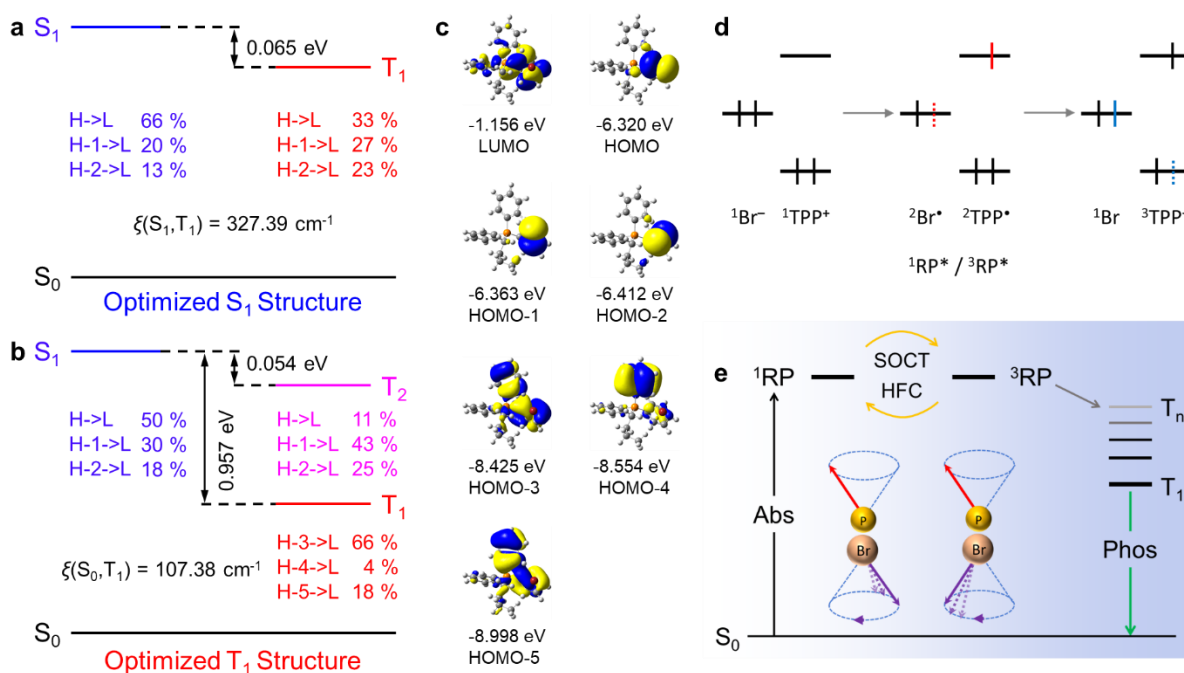 a
S₁
0.065 eV
T₁
H->L 66 %
H-1->L 20 %
H-2->L 13 %
H->L 33 %
H-1->L 27 %
H-2->L 23 %
ξ(S₁,T₁) = 327.39 cm⁻¹
S₀
Optimized S₁ Structure
b
S₁
0.054 eV
T₂
H->L 50 %
H-1->L 30 %
H-2->L 18 %
0.957 eV
H->L 11 %
H-1->L 43 %
H-2->L 25 %
T₁
ξ(S₀,T₁) = 107.38 cm⁻¹
H-3->L 66 %
H-4->L 4 %
H-5->L 18 %
S₀
Optimized T₁ Structure
c
-1.156 eV
LUMO
-6.320 eV
HOMO
-6.363 eV
HOMO-1
-6.412 eV
HOMO-2
-8.425 eV
HOMO-3
-8.554 eV
HOMO-4
-8.998 eV
HOMO-5
d
¹Br⁻
¹TPP⁺
²Br•
²TPP•
¹Br
³TPP
¹RP* / ³RP*
e
¹RP
SOCT
HFC
³RP
Tₙ
T₁
Abs
P
Br
P
Br
Phos
S₀